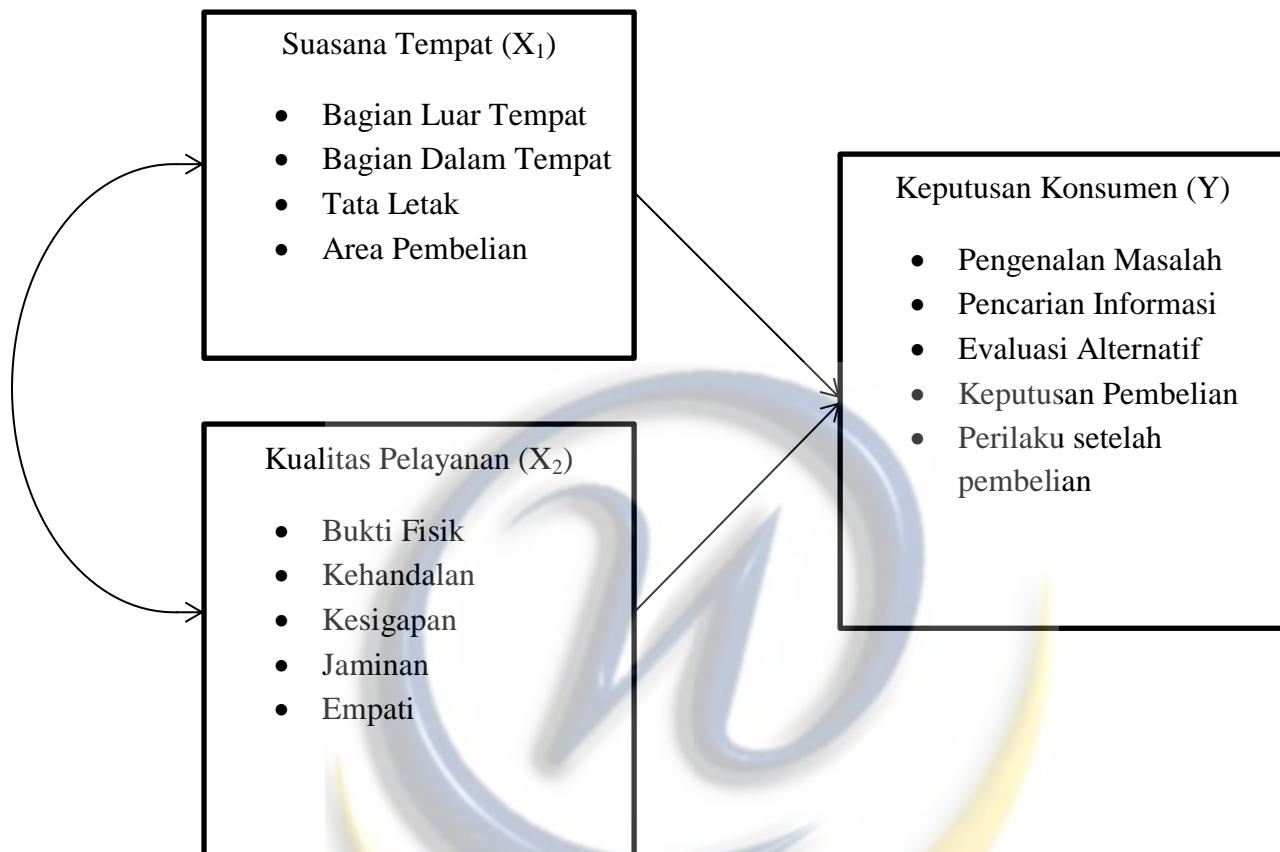 Suasana Tempat (X₁)
• Bagian Luar Tempat
• Bagian Dalam Tempat
• Tata Letak
• Area Pembelian
Kualitas Pelayanan (X₂)
• Bukti Fisik
• Kehandalan
• Kesigapan
• Jaminan
• Empati
Keputusan Konsumen (Y)
• Pengenalan Masalah
• Pencarian Informasi
• Evaluasi Alternatif
• Keputusan Pembelian
• Perilaku setelah
pembelian